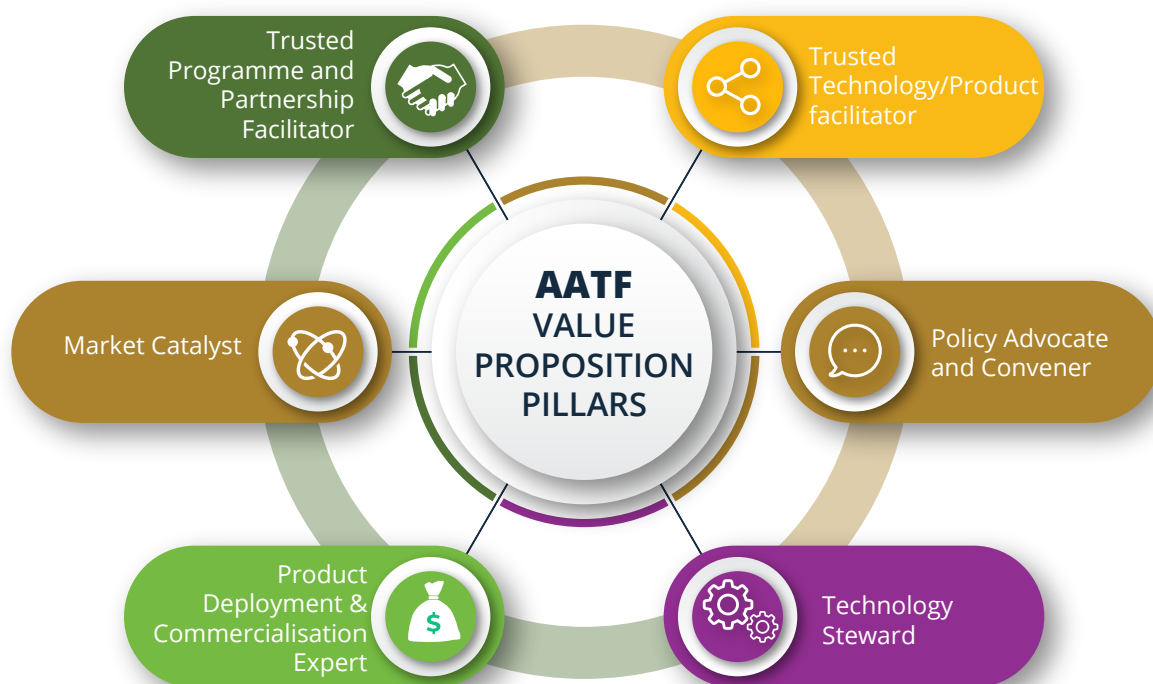 Trusted
Programme and
Partnership
Facilitator
Trusted
Technology/Product
facilitator
Market Catalyst
AATF
VALUE
PROPOSITION
PILLARS
Policy Advocate
and Convener
Product
Deployment &
Commercialisation
Expert
$
Technology
Steward